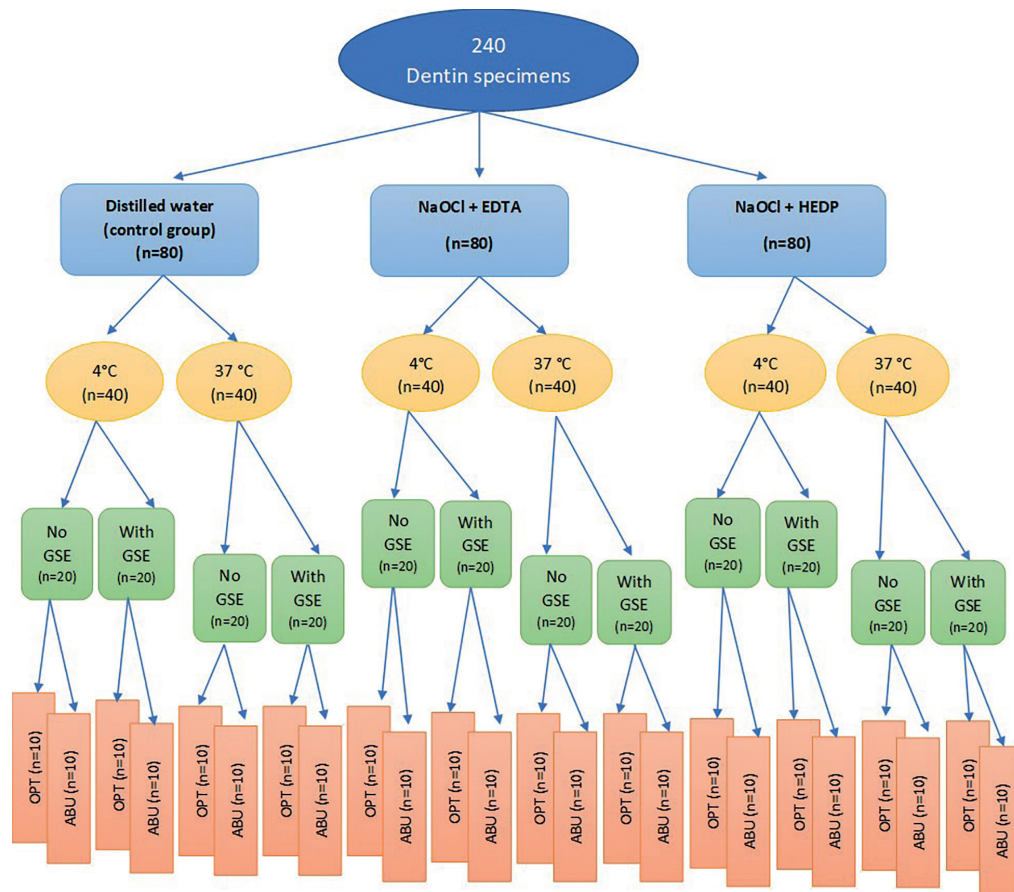 240
Dentin specimens
Distilled water
(control group)
(n=80)
NaOCl + EDTA
(n=80)
NaOCl + HEDP
(n=80)
4°C
(n=40)
37 °C
(n=40)
4°C
(n=40)
37 °C
(n=40)
4°C
(n=40)
37 °C
(n=40)
No
GSE
(n=20)
With
GSE
(n=20)
No
GSE
(n=20)
With
GSE
(n=20)
No
GSE
(n=20)
With
GSE
(n=20)
No
GSE
(n=20)
With
GSE
(n=20)
No
GSE
(n=20)
With
GSE
(n=20)
No
GSE
(n=20)
With
GSE
(n=20)
OPT (n=10)
ABU (n=10)
OPT (n=10)
ABU (n=10)
OPT (n=10)
ABU (n=10)
OPT (n=10)
ABU (n=10)
OPT (n=10)
ABU (n=10)
OPT (n=10)
ABU (n=10)
OPT (n=10)
ABU (n=10)
OPT (n=10)
ABU (n=10)
OPT (n=10)
ABU (n=10)
OPT (n=10)
ABU (n=10)
OPT (n=10)
ABU (n=10)
OPT (n=10)
ABU (n=10)